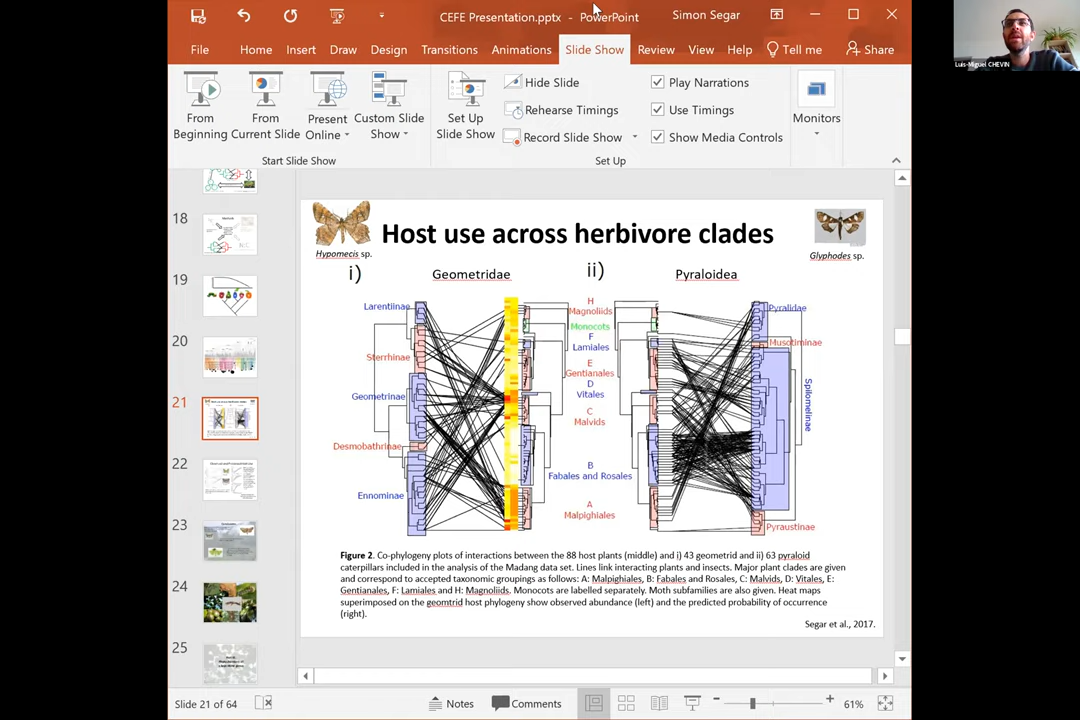 CEFE Presentation.pptx - PowerPoint
Simon Segar
Luis-Miguel CHEVIN
File Home Insert Draw Design Transitions Animations Slide Show Review View Help Tell me Share
From Beginning
From Current Slide
Present Online
Custom Slide Show
Set Up Slide Show
Hide Slide
Rehearse Timings
Record Slide Show
Play Narrations
Use Timings
Show Media Controls
Monitors
Start Slide Show
Set Up
18
19
20
21
22
23
24
25
Host use across herbivore clades
Hypomecis sp.
Glyphodes sp.
i)
Geometridae
ii)
Pyraloidea
Larentiinae
Sterrhinae
Geometrinae
Desmobathrinae
Ennominae
H
Magnoliids
Monocots
F
Lamiales
E
Gentianales
D
Vitales
C
Malvids
B
Fabales and Rosales
A
Malpighiales
Pyralidae
Musotiminae
Spilomelinae
Pyraustinae
Figure 2. Co-phylogeny plots of interactions between the 88 host plants (middle) and i) 43 geometrid and ii) 63 pyraloid
caterpillars included in the analysis of the Madang data set. Lines link interacting plants and insects. Major plant clades are given
and correspond to accepted taxonomic groupings as follows: A: Malpighiales, B: Fabales and Rosales, C: Malvids, D: Vitales, E:
Gentianales, F: Lamiales and H: Magnoliids. Monocots are labelled separately. Moth subfamilies are also given. Heat maps
superimposed on the geomtrid host phylogeny show observed abundance (left) and the predicted probability of occurrence
(right).
Segar et al., 2017.
Slide 21 of 64
Notes
Comments
61%